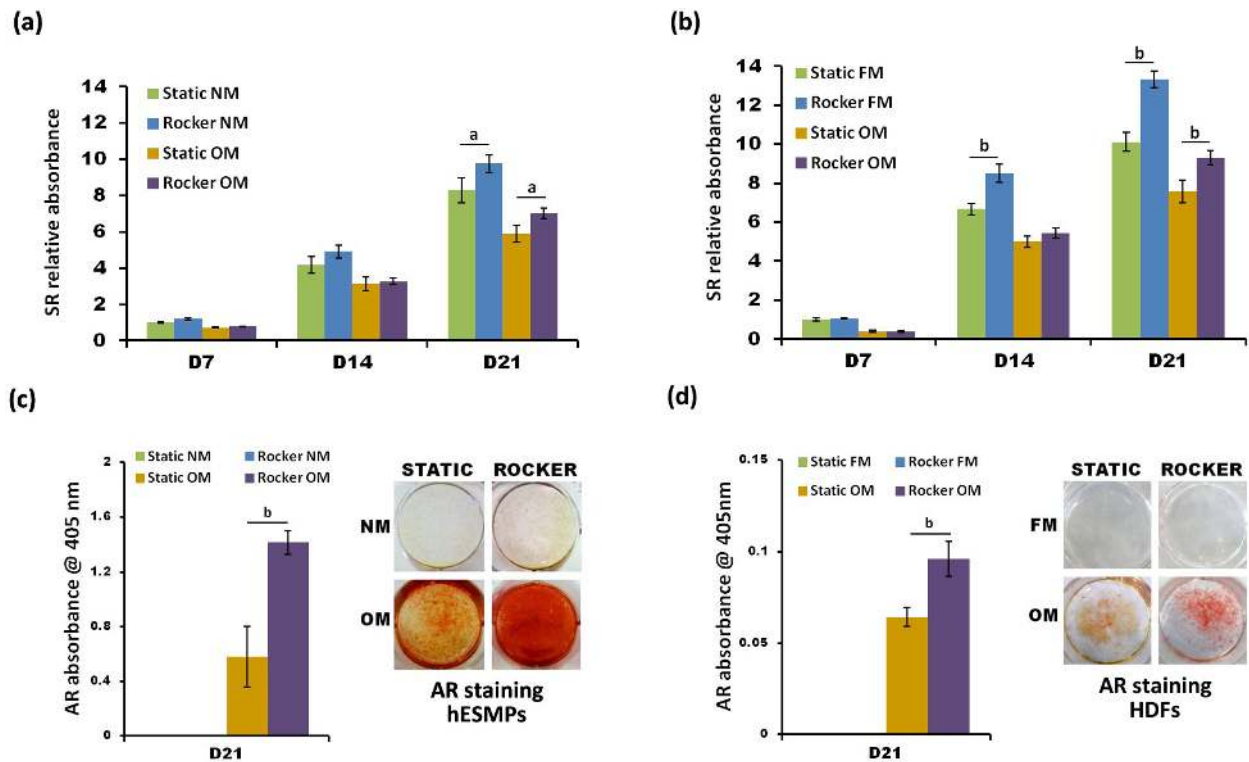 (a)
SR relative absorbance
14
12
10
8
6
4
2
0
Static NM
Rocker NM
Static OM
Rocker OM
a
a
D7 D14 D21
(b)
SR relative absorbance
14
12
10
8
6
4
2
0
Static FM
Rocker FM
Static OM
Rocker OM
b
b
b
D7 D14 D21
(c)
AR absorbance @ 405 nm
2
1.6
1.2
0.8
0.4
0
Static NM Rocker NM
Static OM Rocker OM
b
D21
STATIC ROCKER
NM
OM
AR staining
hESMPs
(d)
AR absorbance @ 405nm
0.15
0.1
0.05
0
Static FM Rocker FM
Static OM Rocker OM
b
D21
STATIC ROCKER
FM
OM
AR staining
HDFs